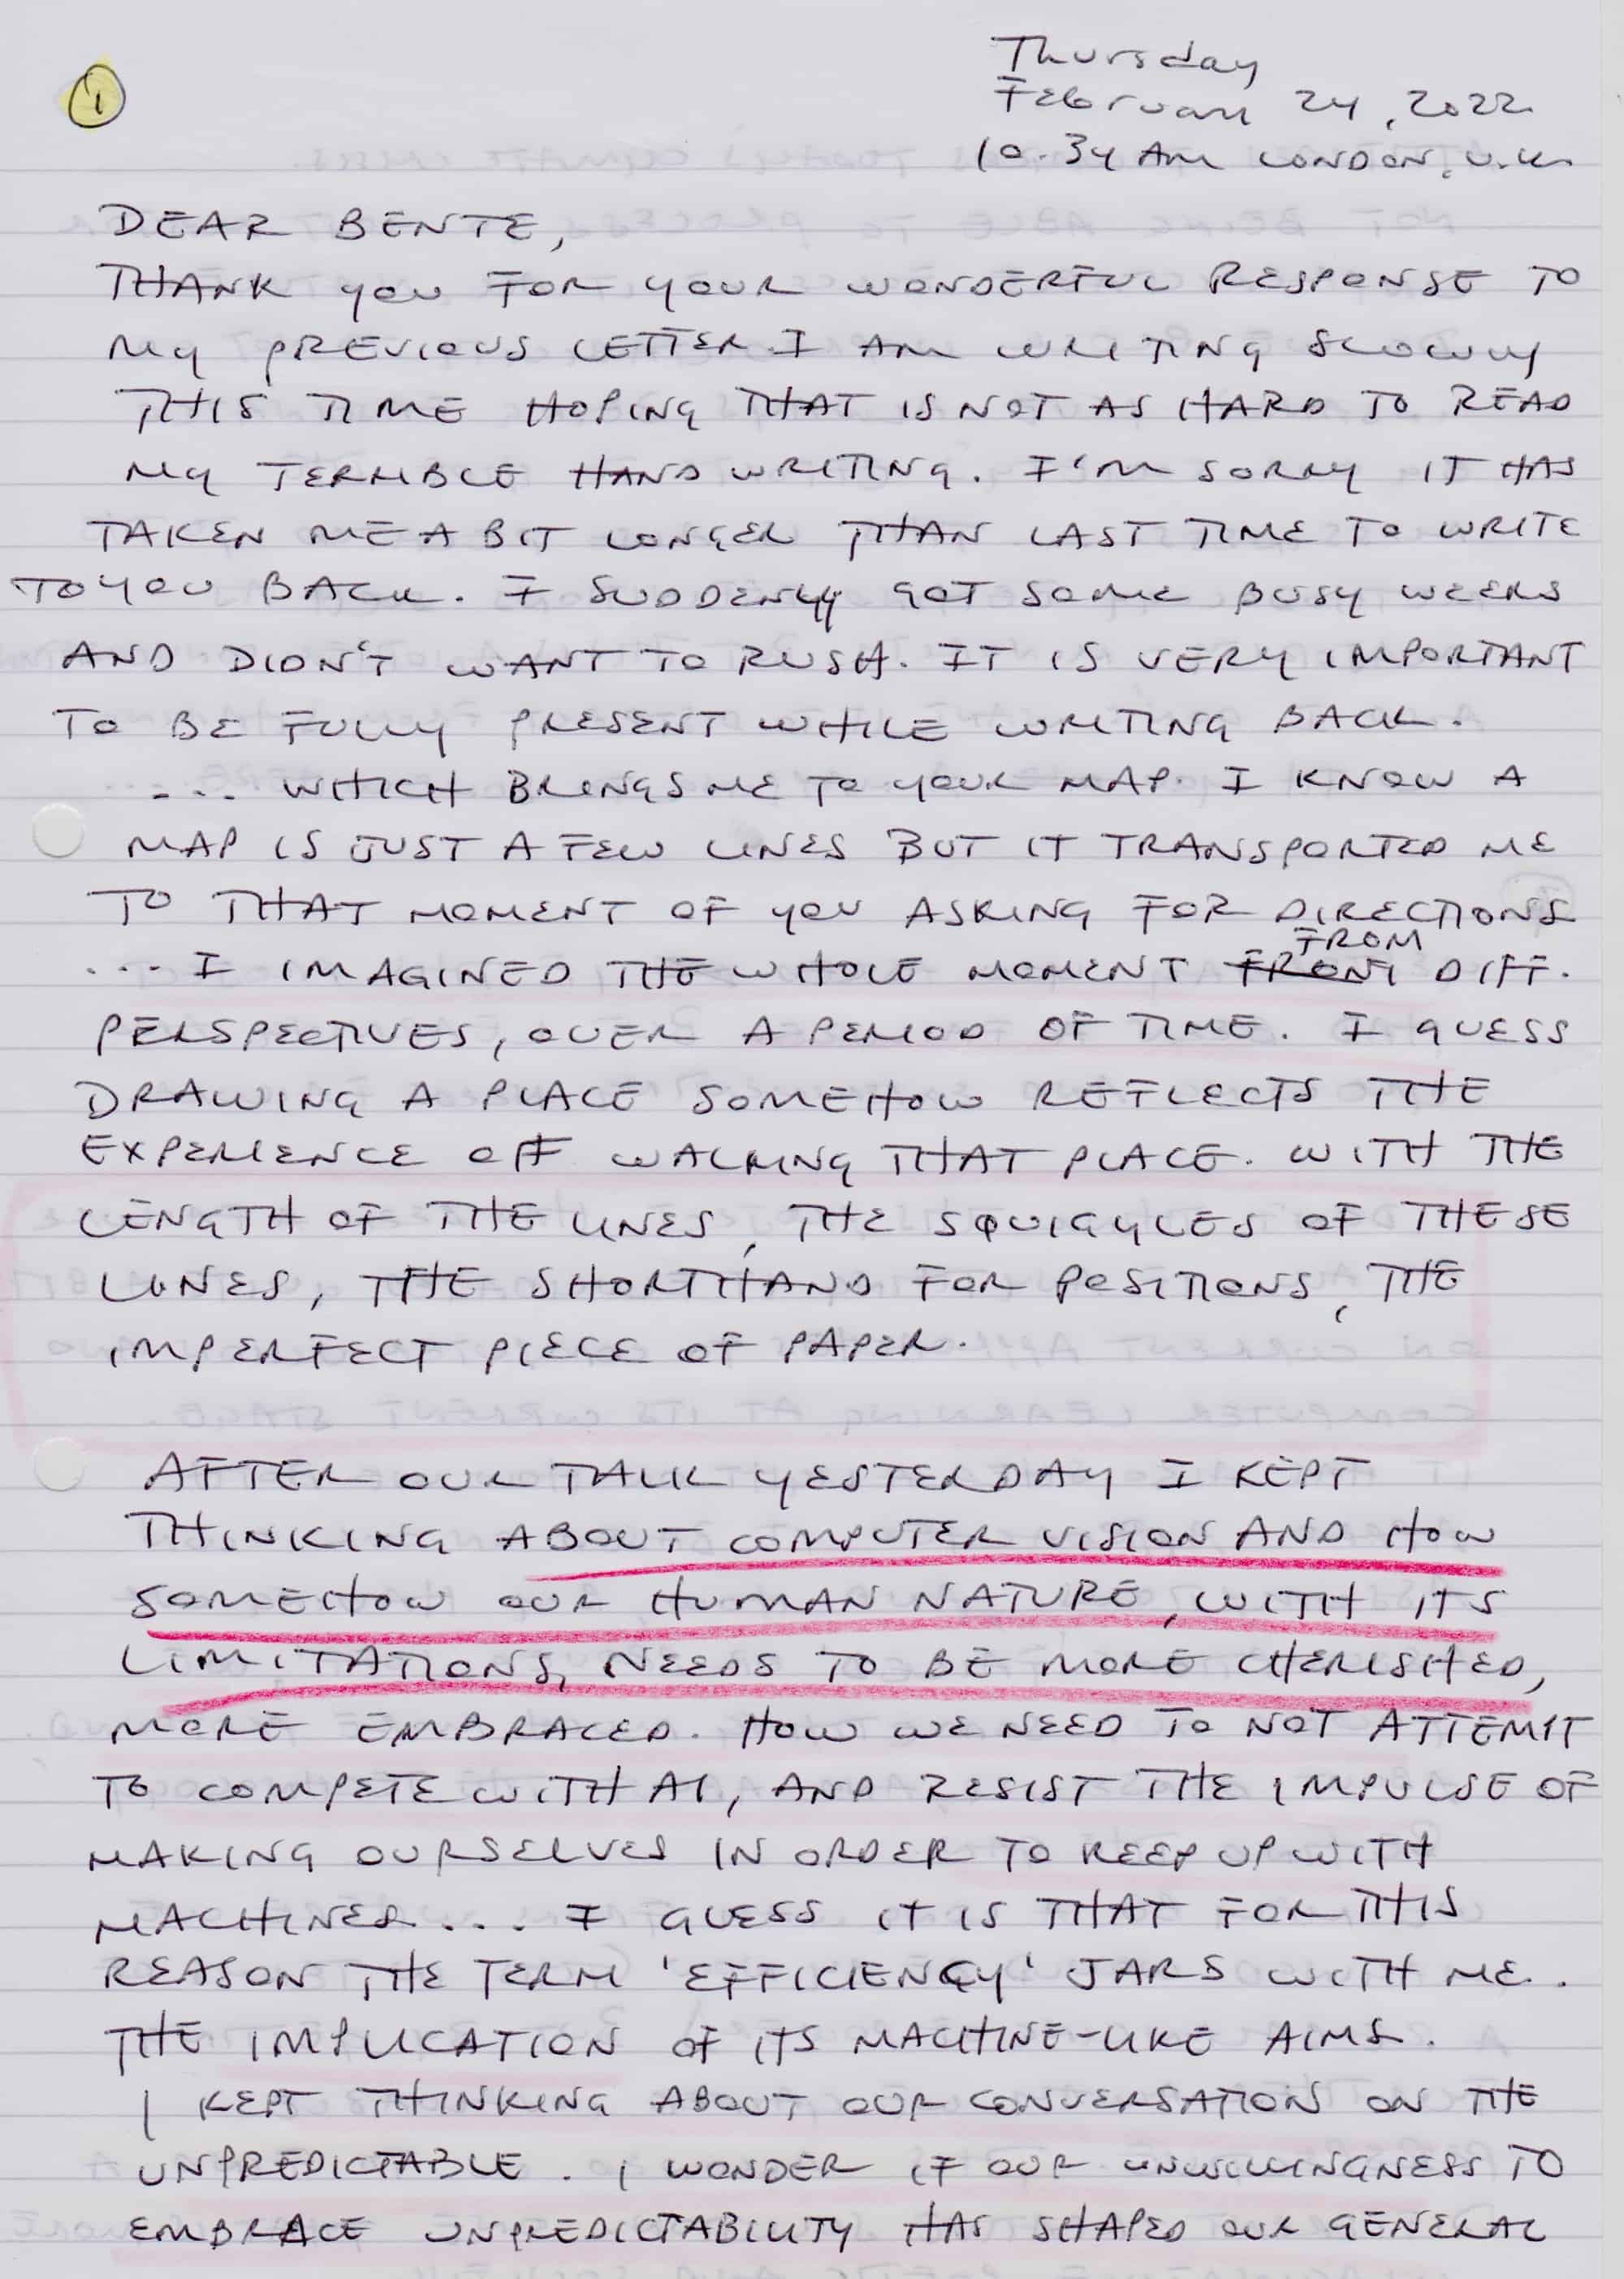 1
Thursday
February 24, 2022
10.34 AM LONDON, U.K.
DEAR BENTE,
THANK YOU FOR YOUR WONDERFUL RESPONSE TO
MY PREVIOUS LETTER. I AM WRITING SLOWLY
THIS TIME HOPING THAT IS NOT AS HARD TO READ
MY TERRIBLE HANDWRITING. I'M SORRY IT HAS
TAKEN ME A BIT LONGER THAN LAST TIME TO WRITE
TO YOU BACK. I SUDDENLY GOT SOME BUSY WEEKS
AND DIDN'T WANT TO RUSH. IT IS VERY IMPORTANT
TO BE FULLY PRESENT WHILE WRITING BACK.
... WHICH BRINGS ME TO YOUR MAP. I KNOW A
MAP IS JUST A FEW LINES BUT IT TRANSPORTED ME
TO THAT MOMENT OF YOU ASKING FOR DIRECTIONS
... I IMAGINED THE WHOLE MOMENT FROM DIFF.
PERSPECTIVES, OVER A PERIOD OF TIME. I GUESS
DRAWING A PLACE SOMEHOW REFLECTS THE
EXPERIENCE OF WALKING THAT PLACE. WITH THE
LENGTH OF THE LINES, THE SQUIGGLES OF THESE
LINES, THE SHORTHAND FOR POSITIONS, THE
IMPERFECT PIECE OF PAPER.
AFTER OUR TALK YESTERDAY I KEPT
THINKING ABOUT COMPUTER VISION AND HOW
SOMEHOW OUR HUMAN NATURE, WITH ITS
LIMITATIONS, NEEDS TO BE MORE CHERISHED,
MORE EMBRACED. HOW WE NEED TO NOT ATTEMPT
TO COMPETE WITH AI, AND RESIST THE IMPULSE OF
MAKING OURSELVES IN ORDER TO KEEP UP WITH
MACHINES... I GUESS IT IS THAT FOR THIS
REASON THE TERM 'EFFICIENCY' JARS WITH ME.
THE IMPLICATION OF ITS MACHINE-LIKE AIMS.
I KEPT THINKING ABOUT OUR CONVERSATION ON THE
UNPREDICTABLE. I WONDER IF OUR UNWILLINGNESS TO
EMBRACE UNPREDICTABILITY HAS SHAPED OUR GENERAL